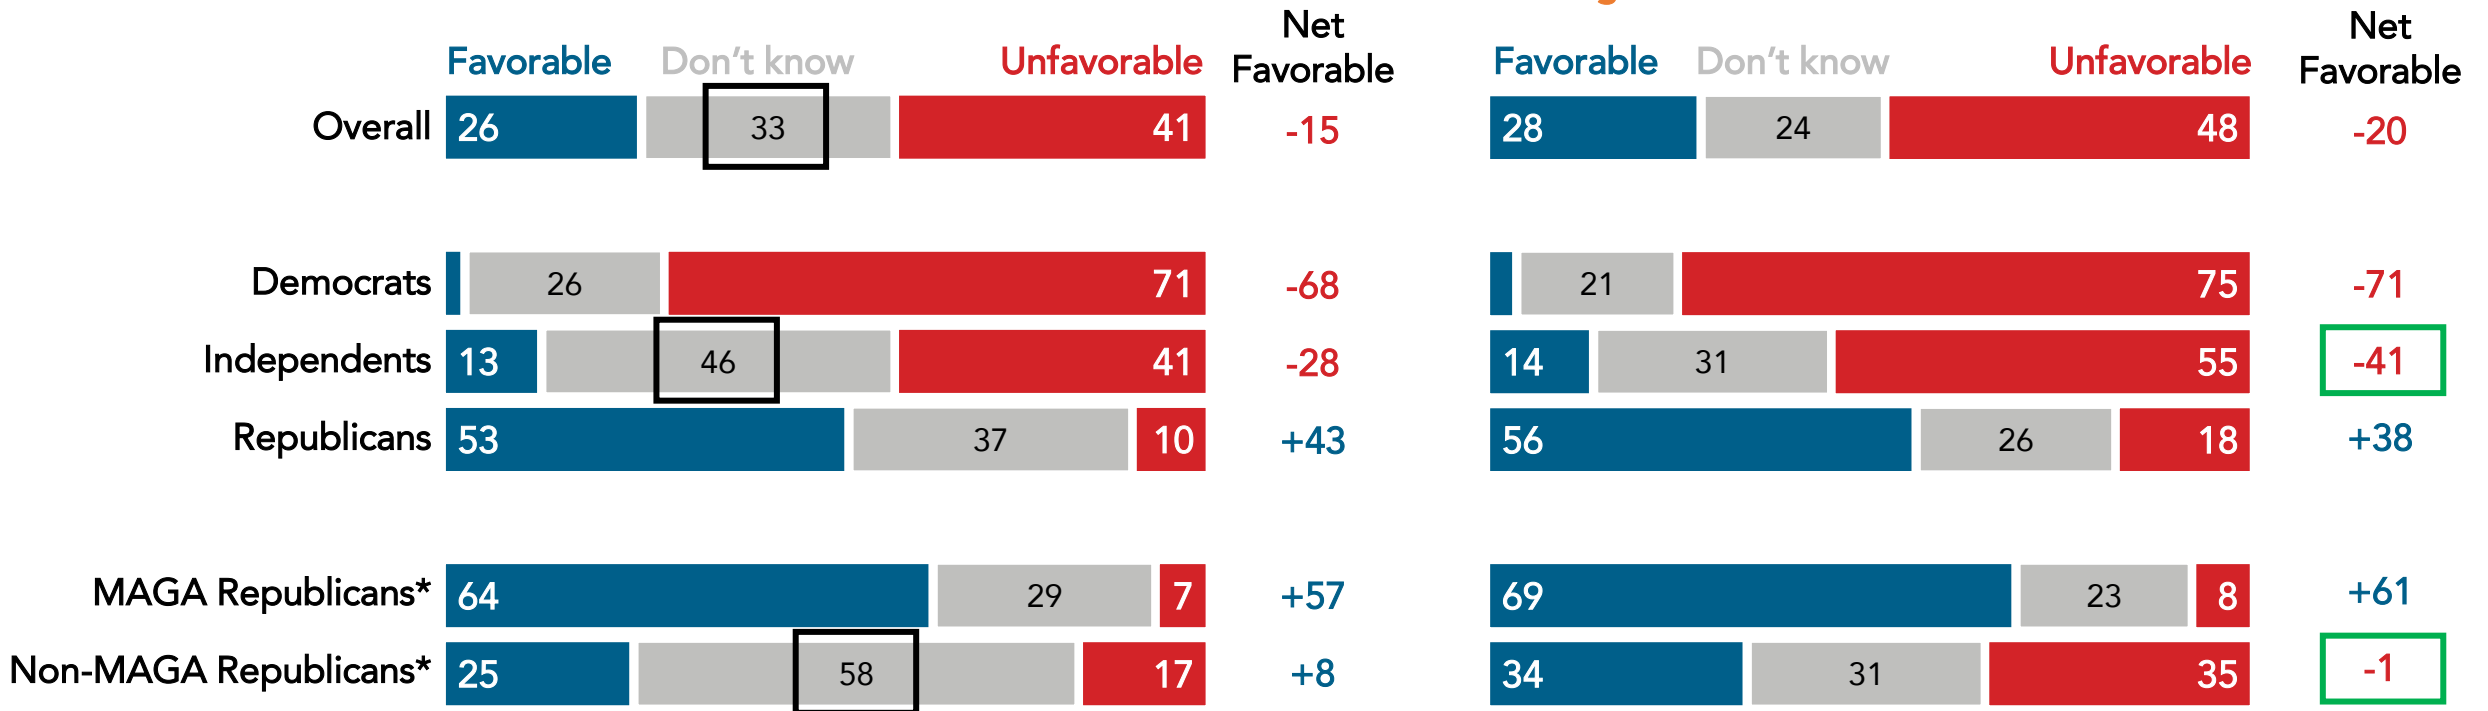 Net Net
Favorable Don't know Unfavorable Favorable Favorable Don't know Unfavorable Favorable
Overall 26 33 41 -15 28 24 48 -20
Democrats 26 71 -68 21 75 -71
Independents 13 46 41 -28 14 31 55 -41
Republicans 53 37 10 +43 56 26 18 +38
MAGA Republicans* 64 29 7 +57 69 23 8 +61
Non-MAGA Republicans* 25 58 17 +8 34 31 35 -1